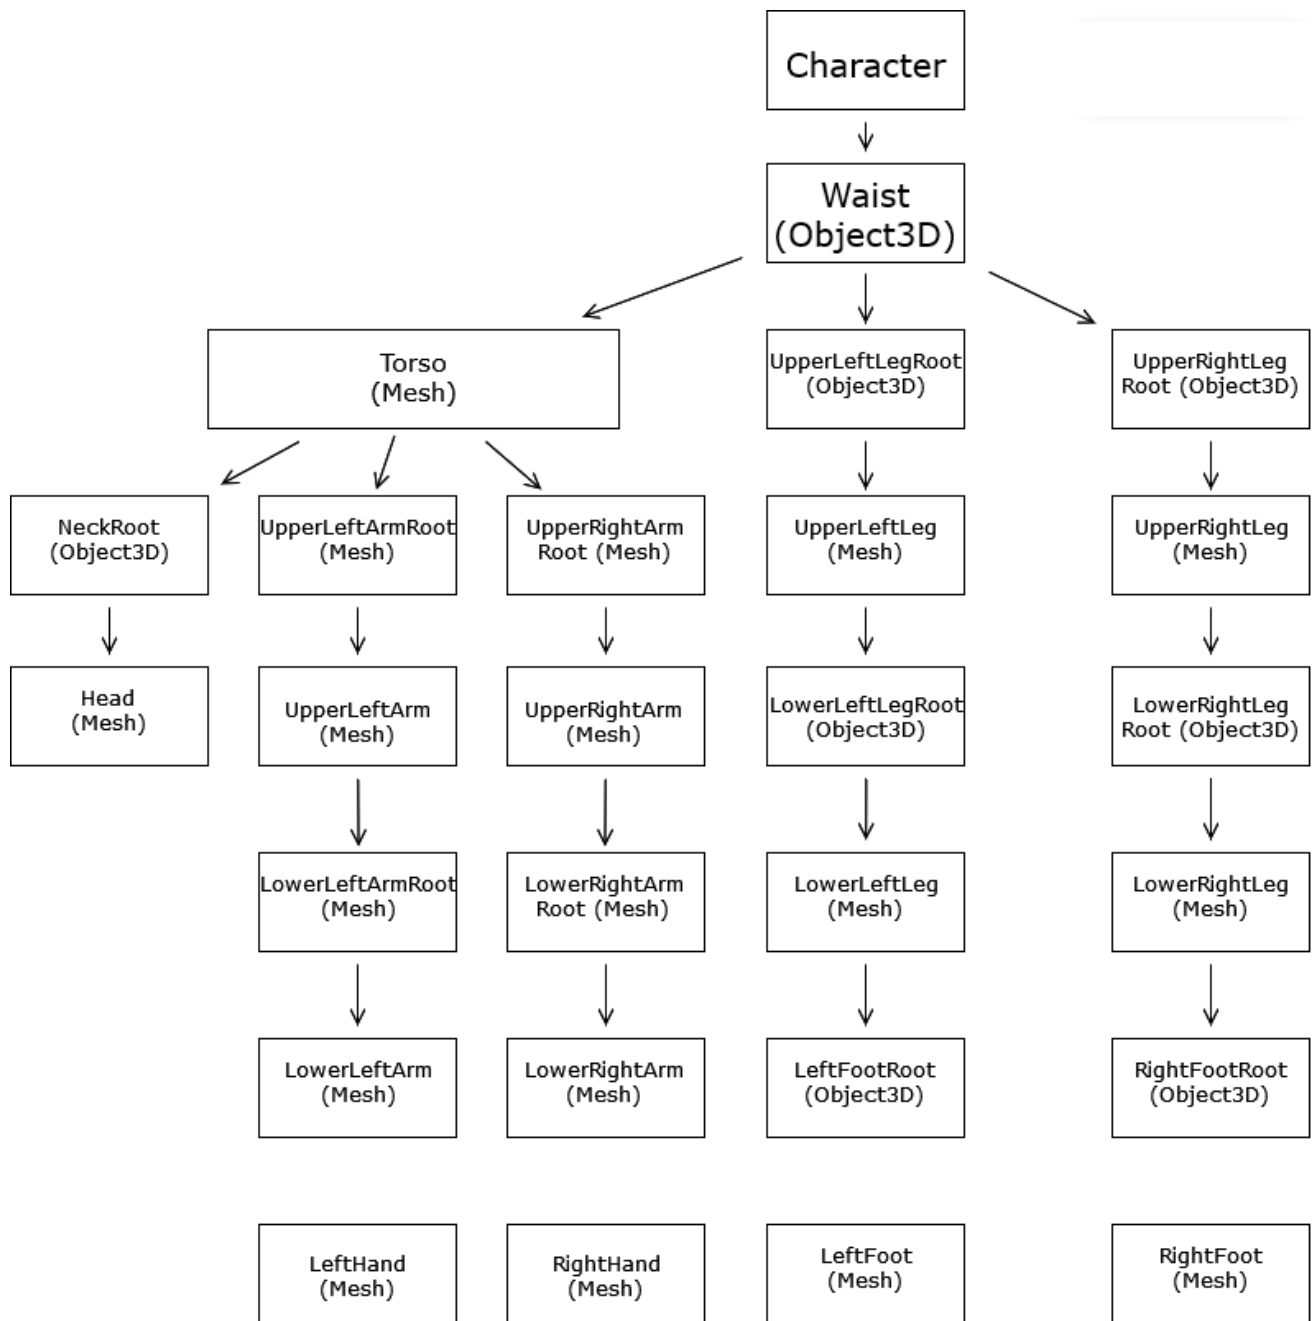 Character
Waist
(Object3D)
Torso
(Mesh)
UpperLeftLegRoot
(Object3D)
UpperRightLeg
Root (Object3D)
NeckRoot
(Object3D)
UpperLeftArmRoot
(Mesh)
UpperRightArm
Root (Mesh)
UpperLeftLeg
(Mesh)
UpperRightLeg
(Mesh)
Head
(Mesh)
UpperLeftArm
(Mesh)
UpperRightArm
(Mesh)
LowerLeftLegRoot
(Object3D)
LowerRightLeg
Root (Object3D)
LowerLeftArmRoot
(Mesh)
LowerRightArm
Root (Mesh)
LowerLeftLeg
(Mesh)
LowerRightLeg
(Mesh)
LowerLeftArm
(Mesh)
LowerRightArm
(Mesh)
LeftFootRoot
(Object3D)
RightFootRoot
(Object3D)
LeftHand
(Mesh)
RightHand
(Mesh)
LeftFoot
(Mesh)
RightFoot
(Mesh)